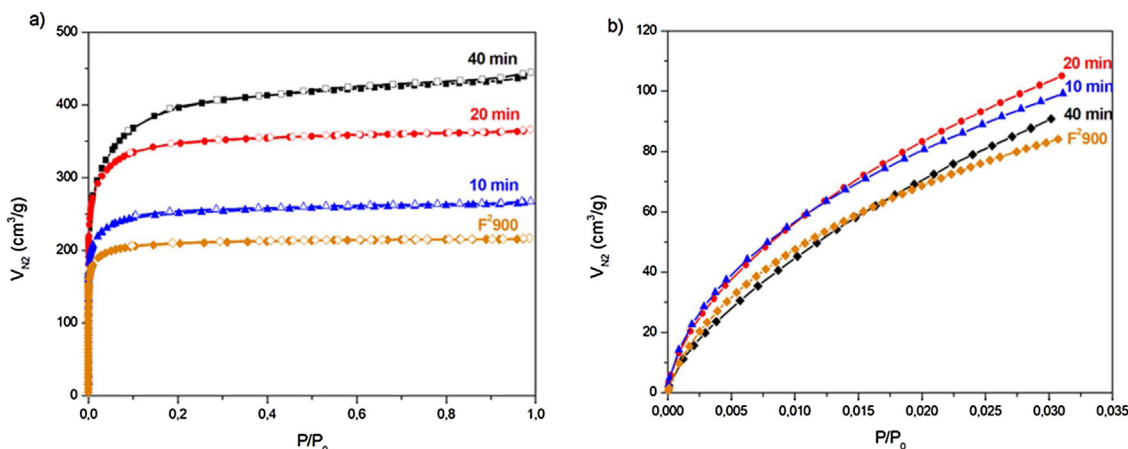 a)
500
400
300
200
100
0
V_N2 (cm³/g)
40 min
20 min
10 min
F²900
0,0 0,2 0,4 0,6 0,8 1,0
P/P₀
b)
120
100
80
60
40
20
0
V_N2 (cm³/g)
20 min
10 min
40 min
F²900
0,000 0,005 0,010 0,015 0,020 0,025 0,030 0,035
P/P₀